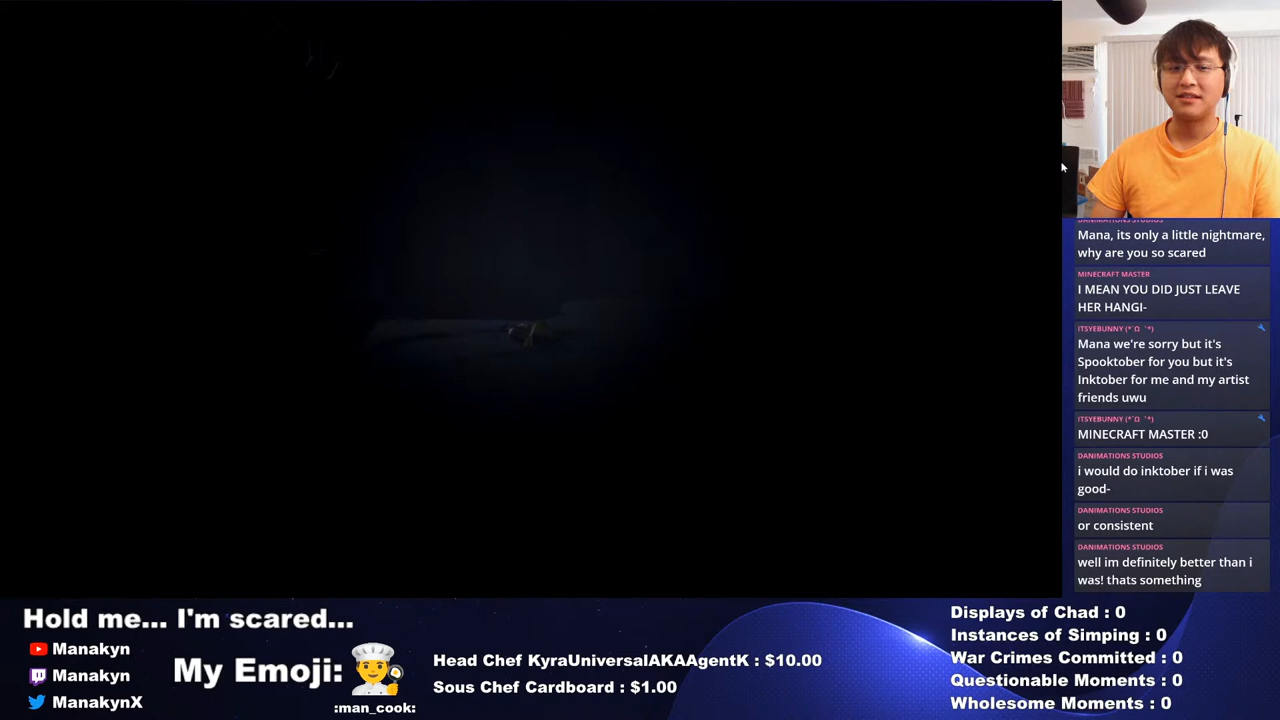 Mana, its only a little nightmare,
why are you so scared
MINECRAFT MASTER
I MEAN YOU DID JUST LEAVE
HER HANGI-
Mana we're sorry but it's
Spooktober for you but it's
Inktober for me and my artist
friends uwu
MINECRAFT MASTER :0
DANIMATIONS STUDIOS
i would do inktober if i was
good-
DANIMATIONS STUDIOS
or consistent
DANIMATIONS STUDIOS
well im definitely better than i
was! thats something
Hold me... I'm scared...
Manakyn
Manakyn
ManakynX
My Emoji:
:man_cook:
Head Chef KyraUniversalAKAAgentK : $10.00
Sous Chef Cardboard : $1.00
Displays of Chad : 0
Instances of Simping : 0
War Crimes Committed : 0
Questionable Moments : 0
Wholesome Moments : 0